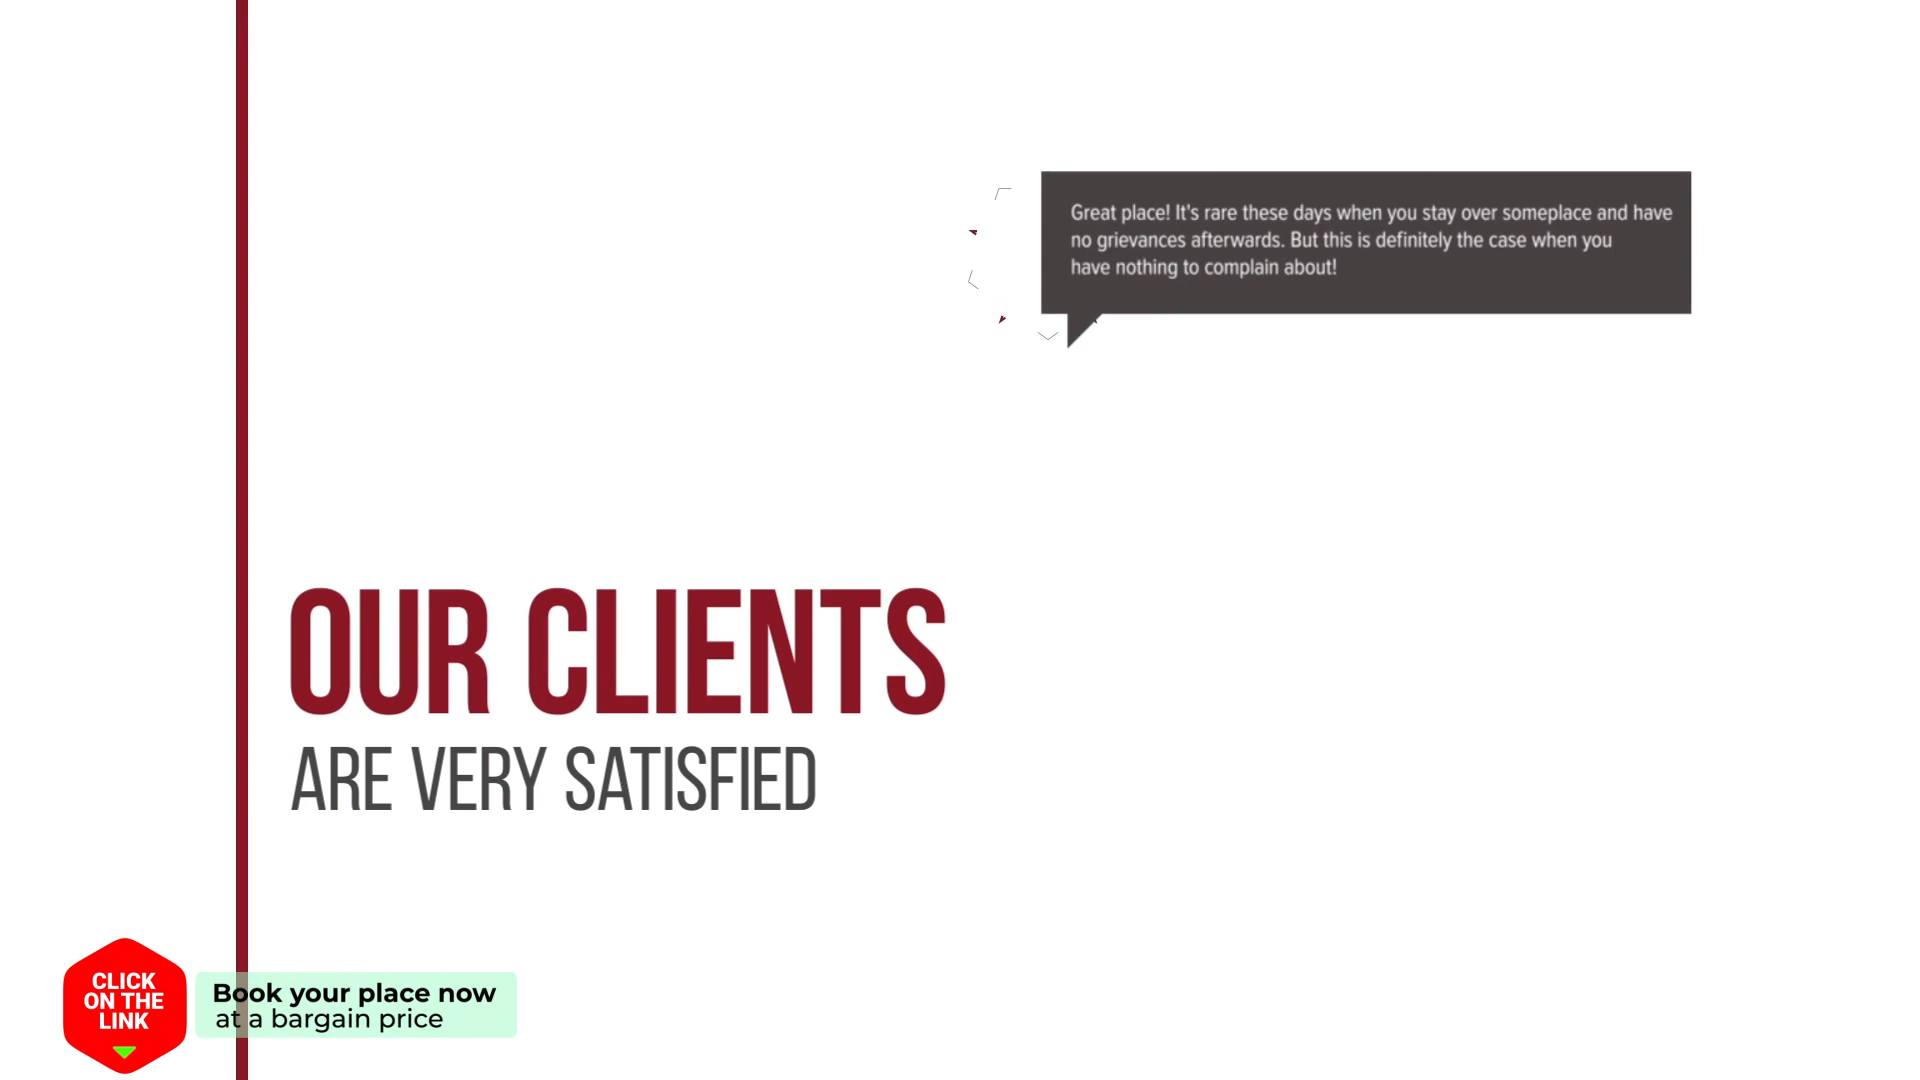 Great place! It's rare these days when you stay over someplace and have
no grievances afterwards. But this is definitely the case when you
have nothing to complain about!
OUR CLIENTS
ARE VERY SATISFIED
CLICK
ON THE
LINK
Book your place now
at a bargain price